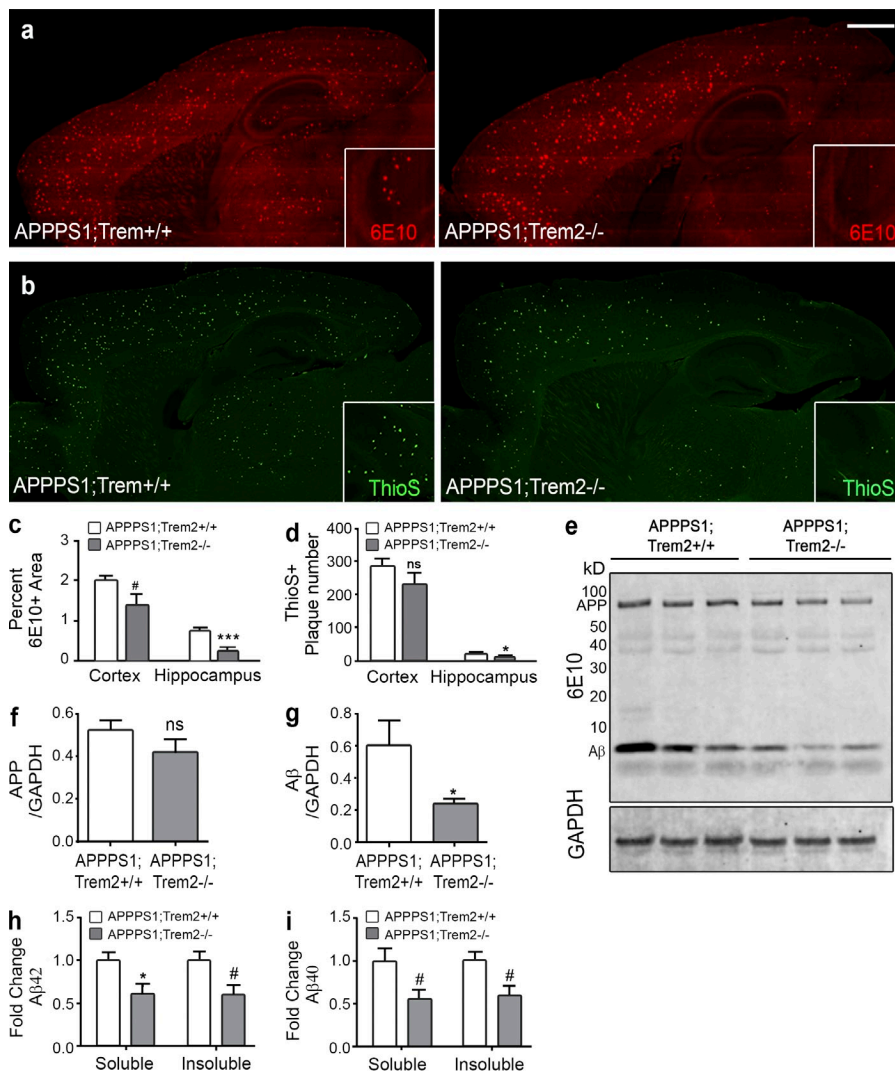 a
APPPS1;Trem+/+
6E10
APPPS1;Trem2-/-
6E10
b
APPPS1;Trem+/+
ThioS
APPPS1;Trem2-/-
ThioS
c
APPPS1;Trem2+/+
APPPS1;Trem2-/-
Percent
6E10+ Area
3
2
1
0
#
***
Cortex
Hippocampus
d
APPPS1;Trem2+/+
APPPS1;Trem2-/-
ThioS+
Plaque number
400
300
200
100
0
ns
*
Cortex
Hippocampus
e
APPPS1;
Trem2+/+
APPPS1;
Trem2-/-
kD
100
APP
50
40
30
20
10
Aβ
6E10
GAPDH
f
APP
/GAPDH
0.6
0.4
0.2
0.0
ns
APPPS1;
Trem2+/+
APPPS1;
Trem2-/-
g
Aβ
/GAPDH
0.8
0.6
0.4
0.2
0.0
*
APPPS1;
Trem2+/+
APPPS1;
Trem2-/-
h
APPPS1;Trem2+/+
APPPS1;Trem2-/-
Fold Change
Aβ42
1.5
1.0
0.5
0.0
*
#
Soluble
Insoluble
i
APPPS1;Trem2+/+
APPPS1;Trem2-/-
Fold Change
Aβ40
1.5
1.0
0.5
0.0
#
#
Soluble
Insoluble